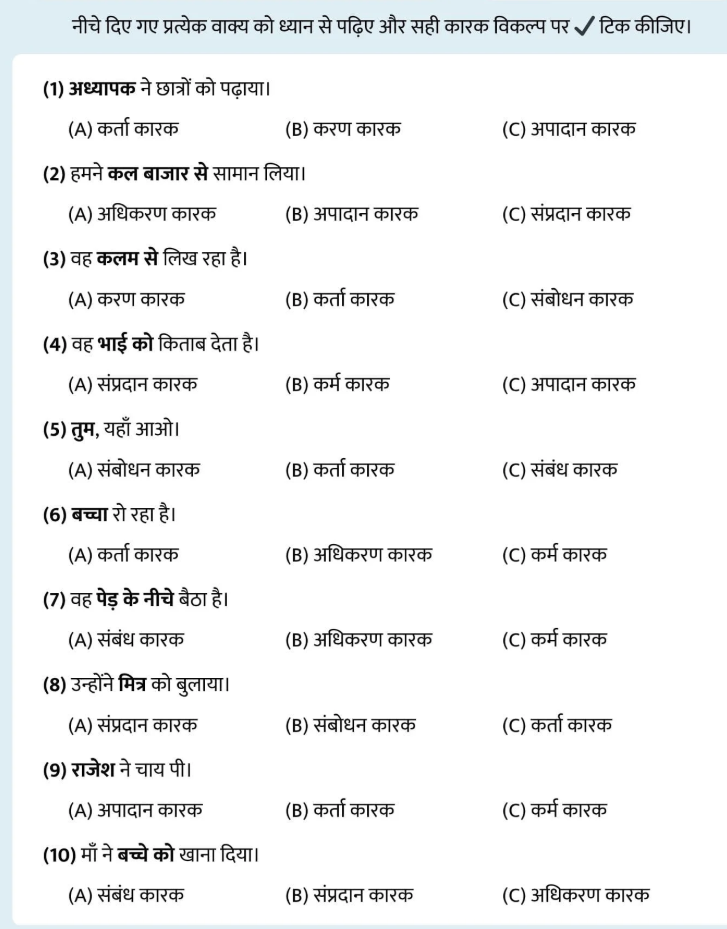 नीचे दिए गए प्रत्येक वाक्य को ध्यान से पढ़िए और सही कारक विकल्प पर ✓ टिक कीजिए।
(1) अध्यापक ने छात्रों को पढ़ाया।
(A) कर्ता कारक (B) करण कारक (C) अपादान कारक
(2) हमने कल बाजार से सामान लिया।
(A) अधिकरण कारक (B) अपादान कारक (C) संप्रदान कारक
(3) वह कलम से लिख रहा है।
(A) करण कारक (B) कर्ता कारक (C) संबोधन कारक
(4) वह भाई को किताब देता है।
(A) संप्रदान कारक (B) कर्म कारक (C) अपादान कारक
(5) तुम, यहाँ आओ।
(A) संबोधन कारक (B) कर्ता कारक (C) संबंध कारक
(6) बच्चा रो रहा है।
(A) कर्ता कारक (B) अधिकरण कारक (C) कर्म कारक
(7) वह पेड़ के नीचे बैठा है।
(A) संबंध कारक (B) अधिकरण कारक (C) कर्म कारक
(8) उन्होंने मित्र को बुलाया।
(A) संप्रदान कारक (B) संबोधन कारक (C) कर्ता कारक
(9) राजेश ने चाय पी।
(A) अपादान कारक (B) कर्ता कारक (C) कर्म कारक
(10) माँ ने बच्चे को खाना दिया।
(A) संबंध कारक (B) संप्रदान कारक (C) अधिकरण कारक